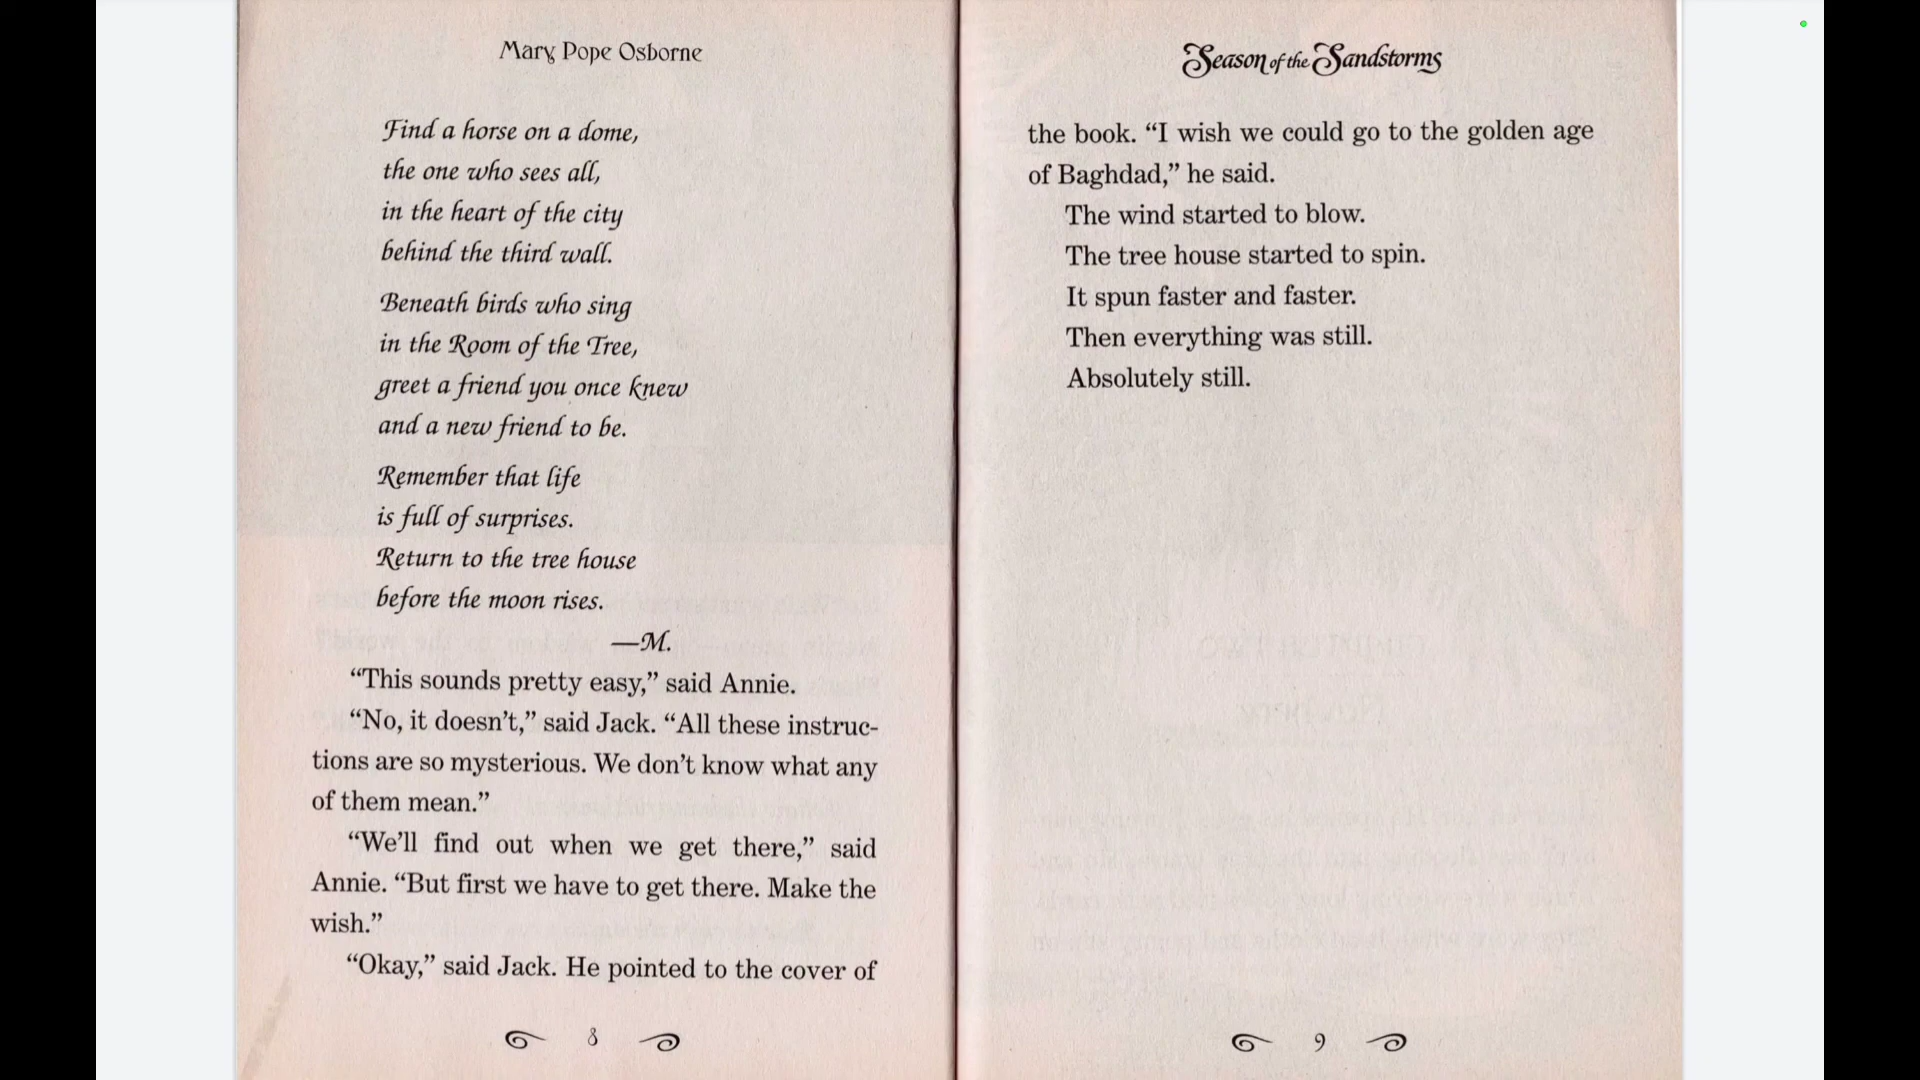 Mary Pope Osborne
Find a horse on a dome,
the one who sees all,
in the heart of the city
behind the third wall.
Beneath birds who sing
in the Room of the Tree,
greet a friend you once knew
and a new friend to be.
Remember that life
is full of surprises.
Return to the tree house
before the moon rises.
—M.
“This sounds pretty easy,” said Annie.
“No, it doesn’t,” said Jack. “All these instruc-
tions are so mysterious. We don’t know what any
of them mean.”
“We’ll find out when we get there,” said
Annie. “But first we have to get there. Make the
wish.”
“Okay,” said Jack. He pointed to the cover of
8
Season of the Sandstorms
the book. “I wish we could go to the golden age
of Baghdad,” he said.
The wind started to blow.
The tree house started to spin.
It spun faster and faster.
Then everything was still.
Absolutely still.
9